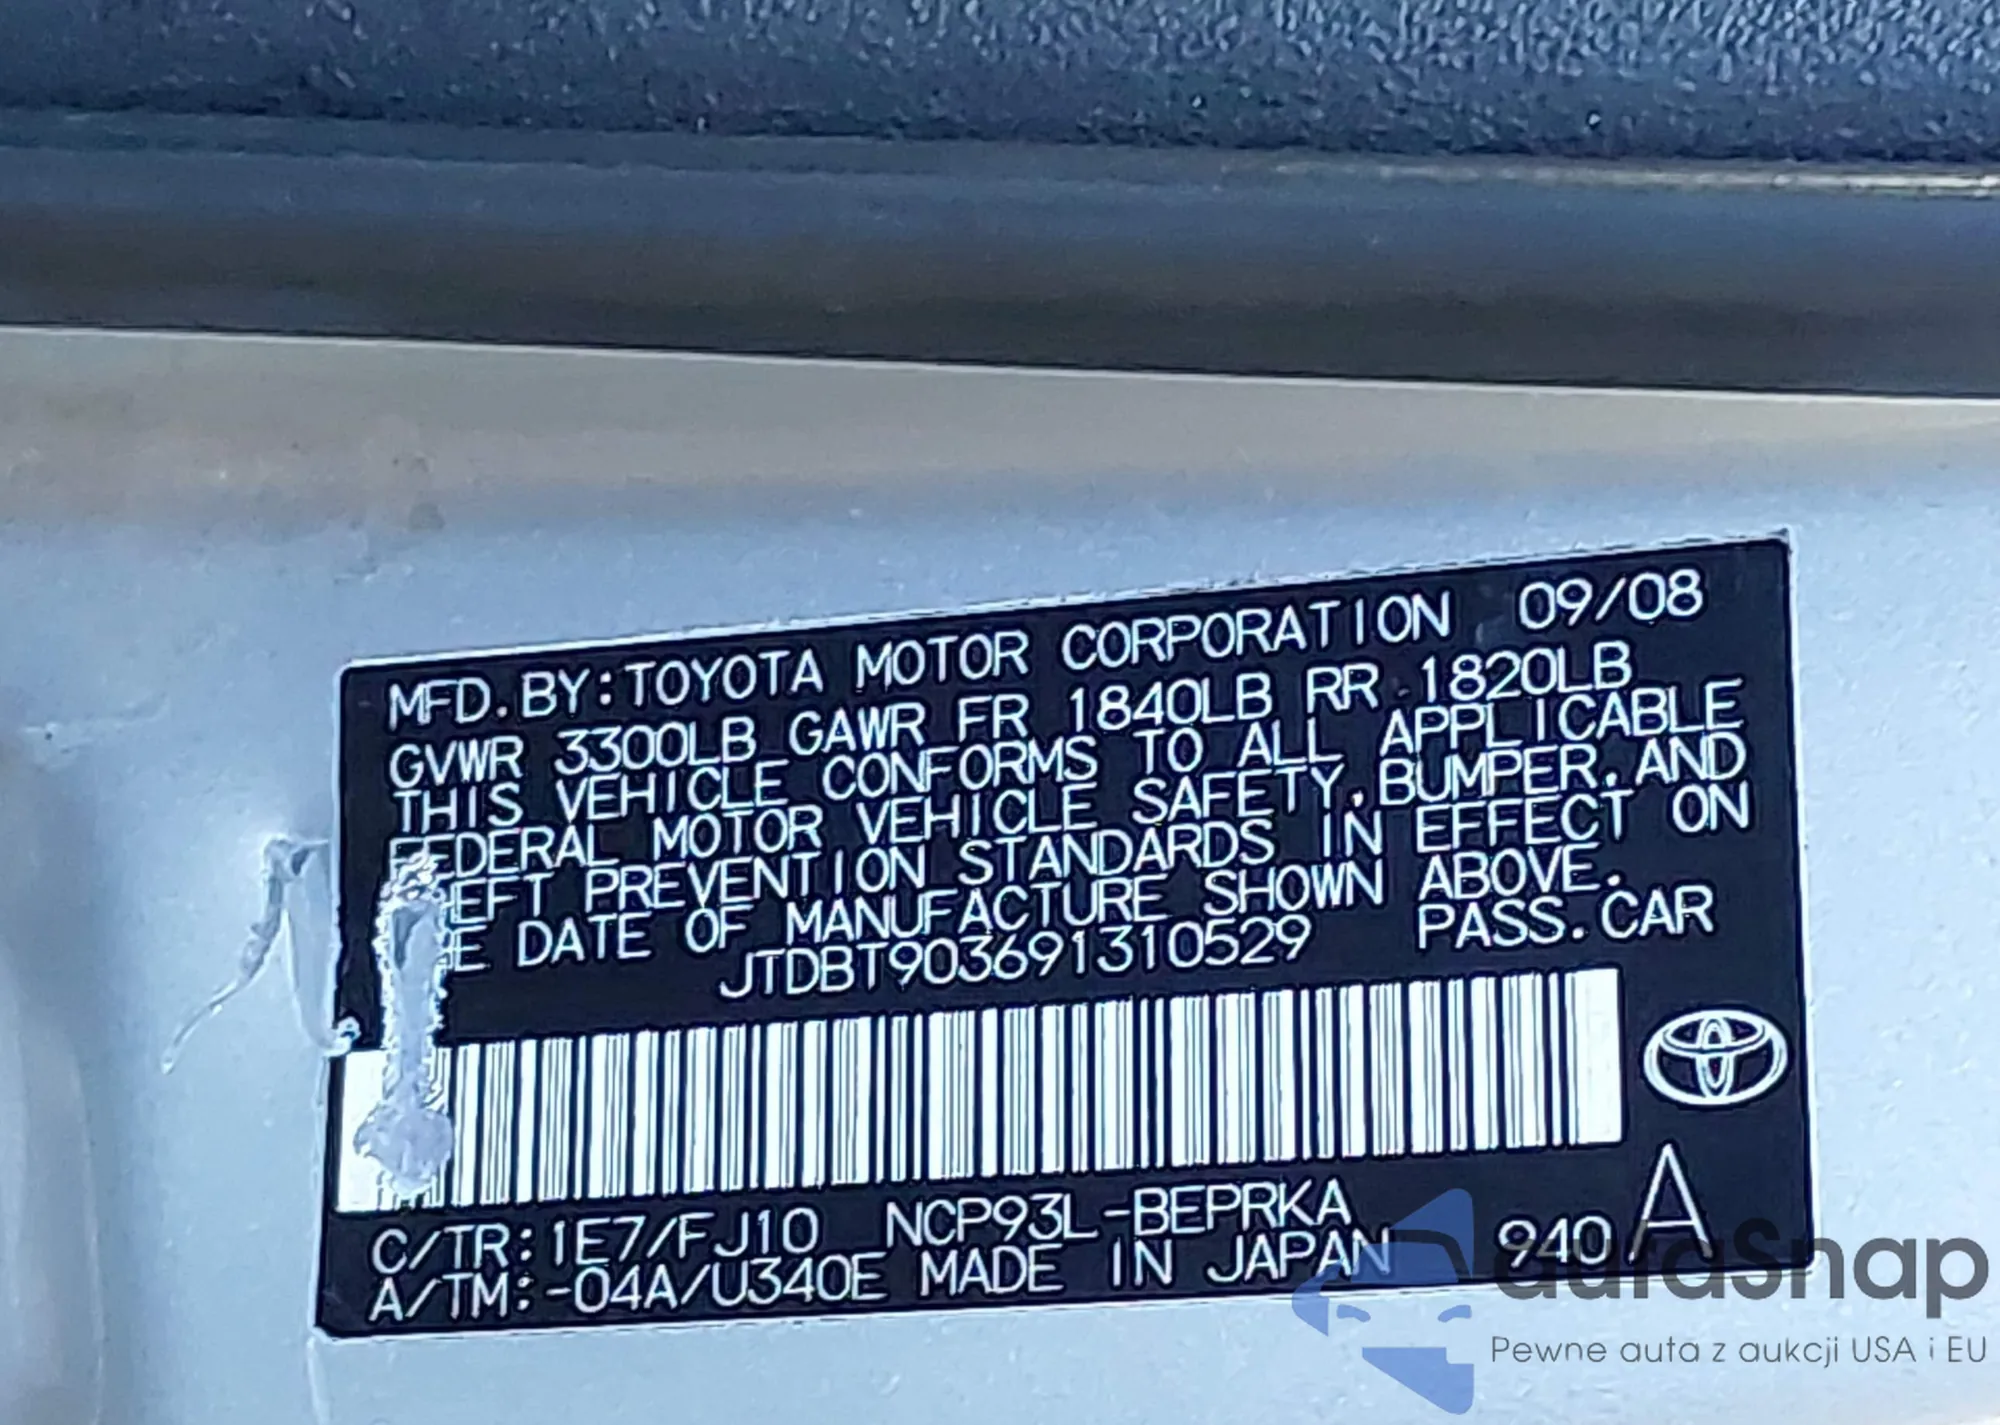 MFD. BY: TOYOTA MOTOR CORPORATION 09/08
GVWR 3300LB GAWR FR 1840LB RR 1820LB
THIS VEHICLE CONFORMS TO ALL APPLICABLE
FEDERAL MOTOR VEHICLE SAFETY, BUMPER, AND
EFT PREVENTION STANDARDS IN EFFECT ON
E DATE OF MANUFACTURE SHOWN ABOVE.
JTDBT903691310529 PASS. CAR
C/TR: 1E7/FJ10 NCP93L-BEPRKA
A/TM: -04A/U340E MADE IN JAPAN 940 A
auraSnap
Pewne auta z aukcji USA i EU